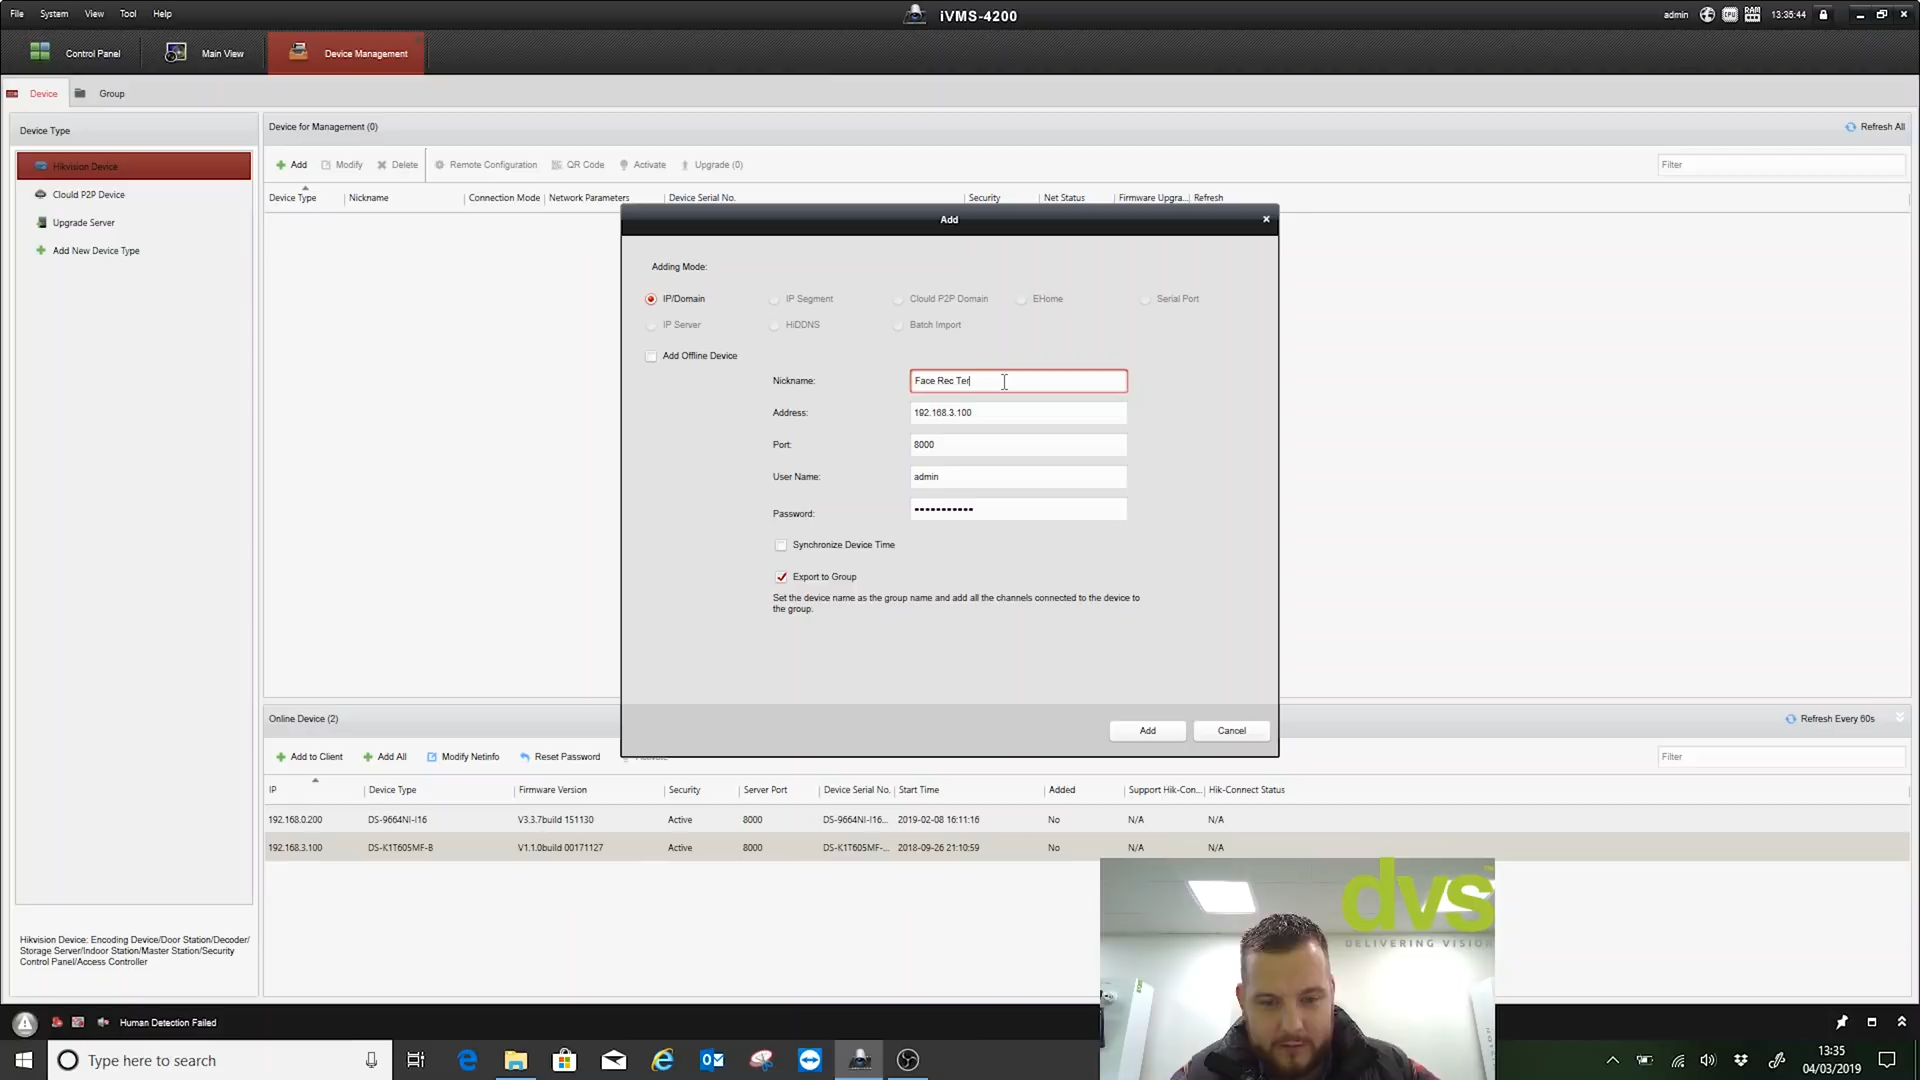 File System View Tool Help
iVMS-4200
admin 13:35:44
Control Panel Main View Device Management
Device Group
Device Type
Hikvision Device
Clould P2P Device
Upgrade Server
Add New Device Type
Hikvision Device: Encoding Device/Door Station/Decoder/
Storage Server/Indoor Station/Master Station/Security
Control Panel/Access Controller
Device for Management (0) Refresh All
Add Modify Delete Remote Configuration QR Code Activate Upgrade (0) Filter
Device Type Nickname Connection Mode Network Parameters Device Serial No. Security Net Status Firmware Upgra... Refresh
Add
Adding Mode:
IP/Domain IP Segment Clould P2P Domain EHome Serial Port
IP Server HiDDNS Batch Import
Add Offline Device
Nickname: Face Rec Ter
Address: 192.168.3.100
Port: 8000
User Name: admin
Password: •••••••••••
Synchronize Device Time
Export to Group
Set the device name as the group name and add all the channels connected to the device to
the group.
Add Cancel
Online Device (2) Refresh Every 60s
Add to Client Add All Modify Netinfo Reset Password Filter
IP Device Type Firmware Version Security Server Port Device Serial No. Start Time Added Support Hik-Con... Hik-Connect Status
192.168.0.200 DS-9664NI-I16 V3.3.7build 151130 Active 8000 DS-9664NI-I16... 2019-02-08 16:11:16 No N/A N/A
192.168.3.100 DS-K1T605MF-B V1.1.0build 00171127 Active 8000 DS-K1T605MF-... 2018-09-26 21:10:59 No N/A N/A
dvs
DELIVERING VISIO
Human Detection Failed
Type here to search
13:35
04/03/2019